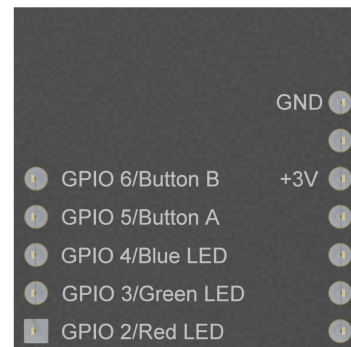 GND
GPIO 6/Button B +3V
GPIO 5/Button A
GPIO 4/Blue LED
GPIO 3/Green LED
GPIO 2/Red LED